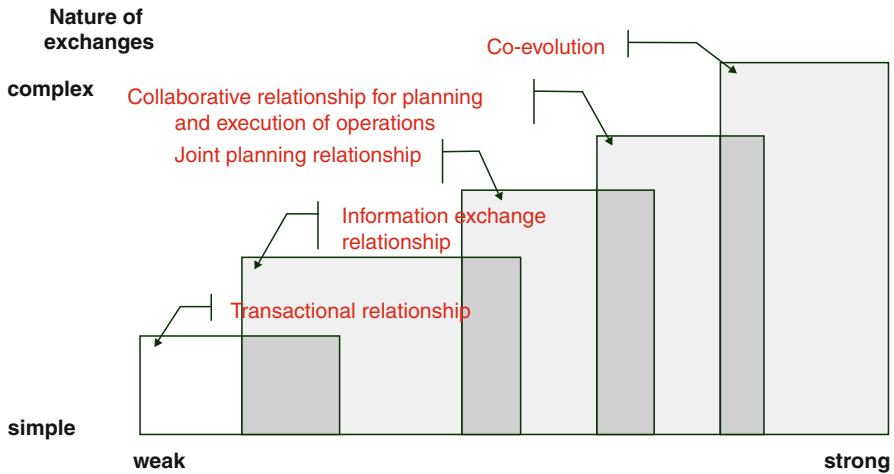 Nature of
exchanges
Co-evolution
complex
Collaborative relationship for planning
and execution of operations
Joint planning relationship
Information exchange
relationship
Transactional relationship
simple
weak
strong